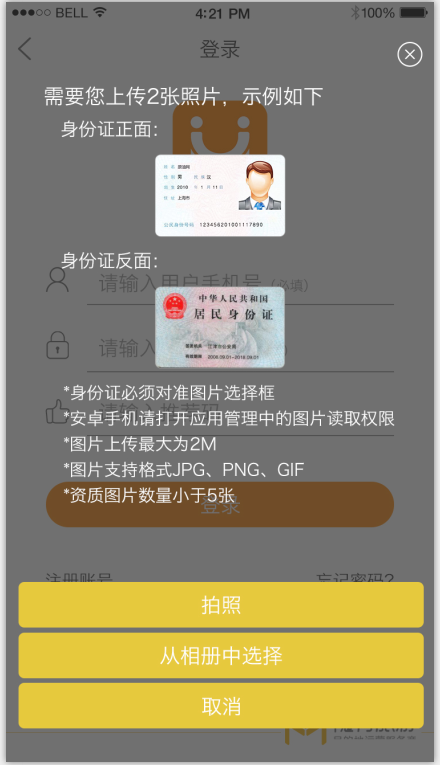 BELL
4:21 PM
100%
登录
需要您上传2张照片，示例如下
身份证正面：
姓 名
性 别 男 民 族 汉
2018 年 1 月 11 日
住 址 上海市
公民身份号码 123456201001117890
身份证反面：
请输入用户手机号（必填）
中华人民共和国
居 民 身 份 证
签发机关
有效期限 2006.09.01-2016.09.01
请输入
*身份证必须对准图片选择框
请输入推荐码
*安卓手机请打开应用管理中的图片读取权限
*图片上传最大为2M
*图片支持格式JPG、PNG、GIF
*资质图片数量小于5张
登录
注册账号
忘记密码?
拍照
从相册中选择
取消